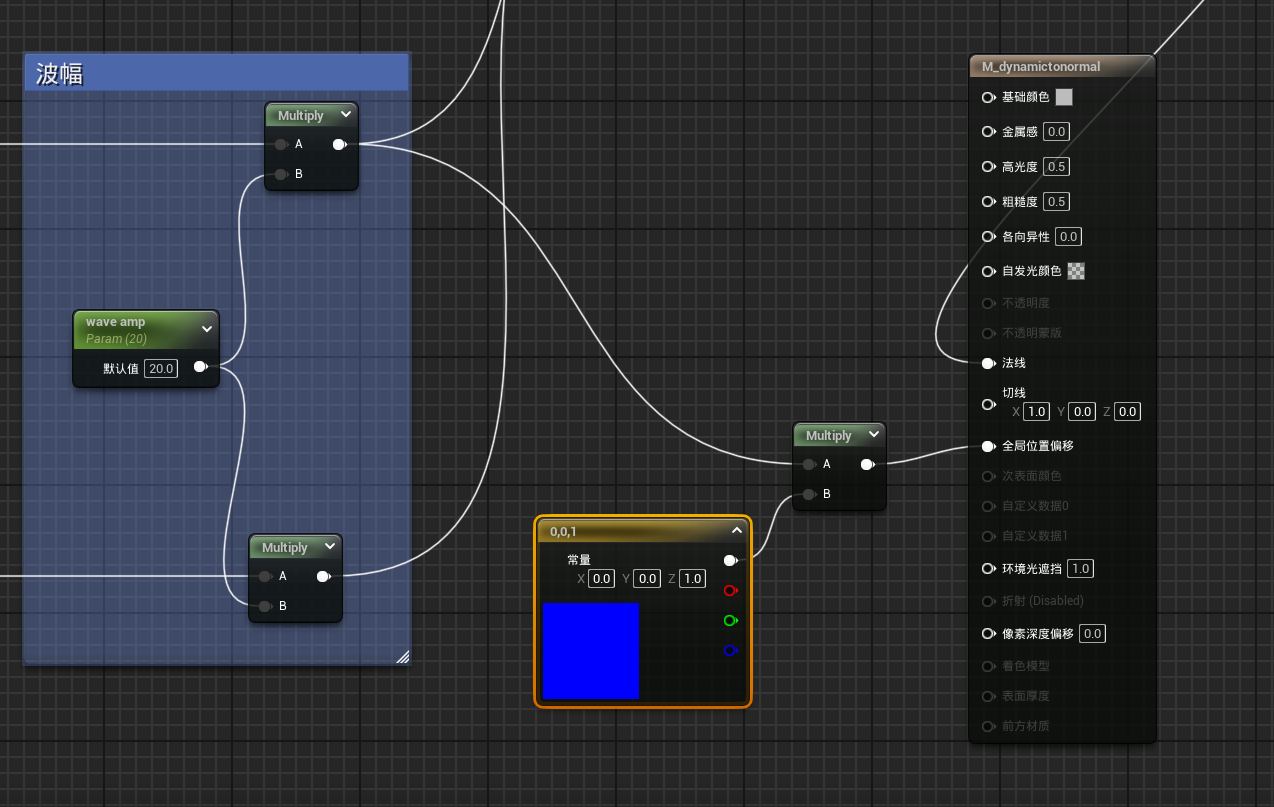 波幅
Multiply
A
B
wave amp
Param (20)
默认值 20.0
Multiply
A
B
0,0,1
常量
X 0.0 Y 0.0 Z 1.0
Multiply
A
B
M_dynamictonormal
基础颜色
金属感 0.0
高光度 0.5
粗糙度 0.5
各向异性 0.0
自发光颜色
不透明度
不透明蒙版
法线
切线
X 1.0 Y 0.0 Z 0.0
全局位置偏移
次表面颜色
自定义数据0
自定义数据1
环境光遮挡 1.0
折射 (Disabled)
像素深度偏移 0.0
着色模型
表面厚度
前方材质